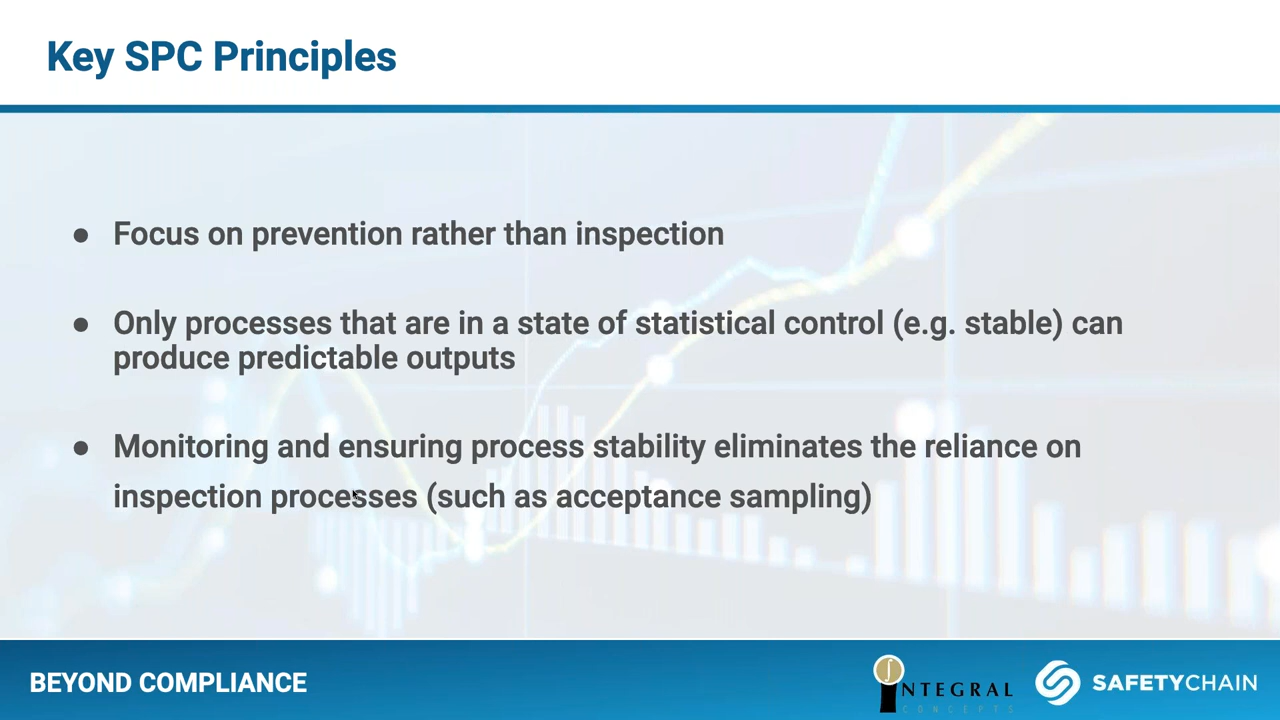 Key SPC Principles
● Focus on prevention rather than inspection
● Only processes that are in a state of statistical control (e.g. stable) can
produce predictable outputs
● Monitoring and ensuring process stability eliminates the reliance on
inspection processes (such as acceptance sampling)
BEYOND COMPLIANCE
INTEGRAL
CONCEPTS
SAFETYCHAIN